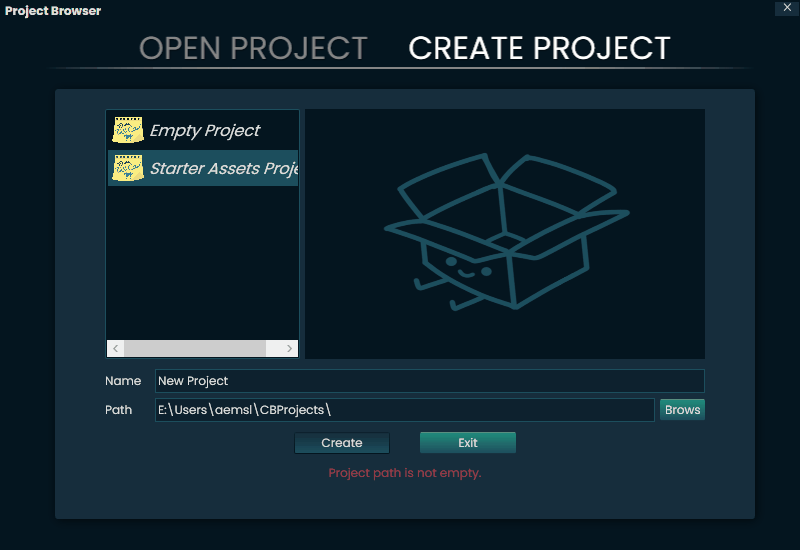 Project Browser
OPEN PROJECT CREATE PROJECT
Empty Project
Starter Assets Proje
Name New Project
Path E:\Users\aemsl\CBProjects\ Brows
Create Exit
Project path is not empty.